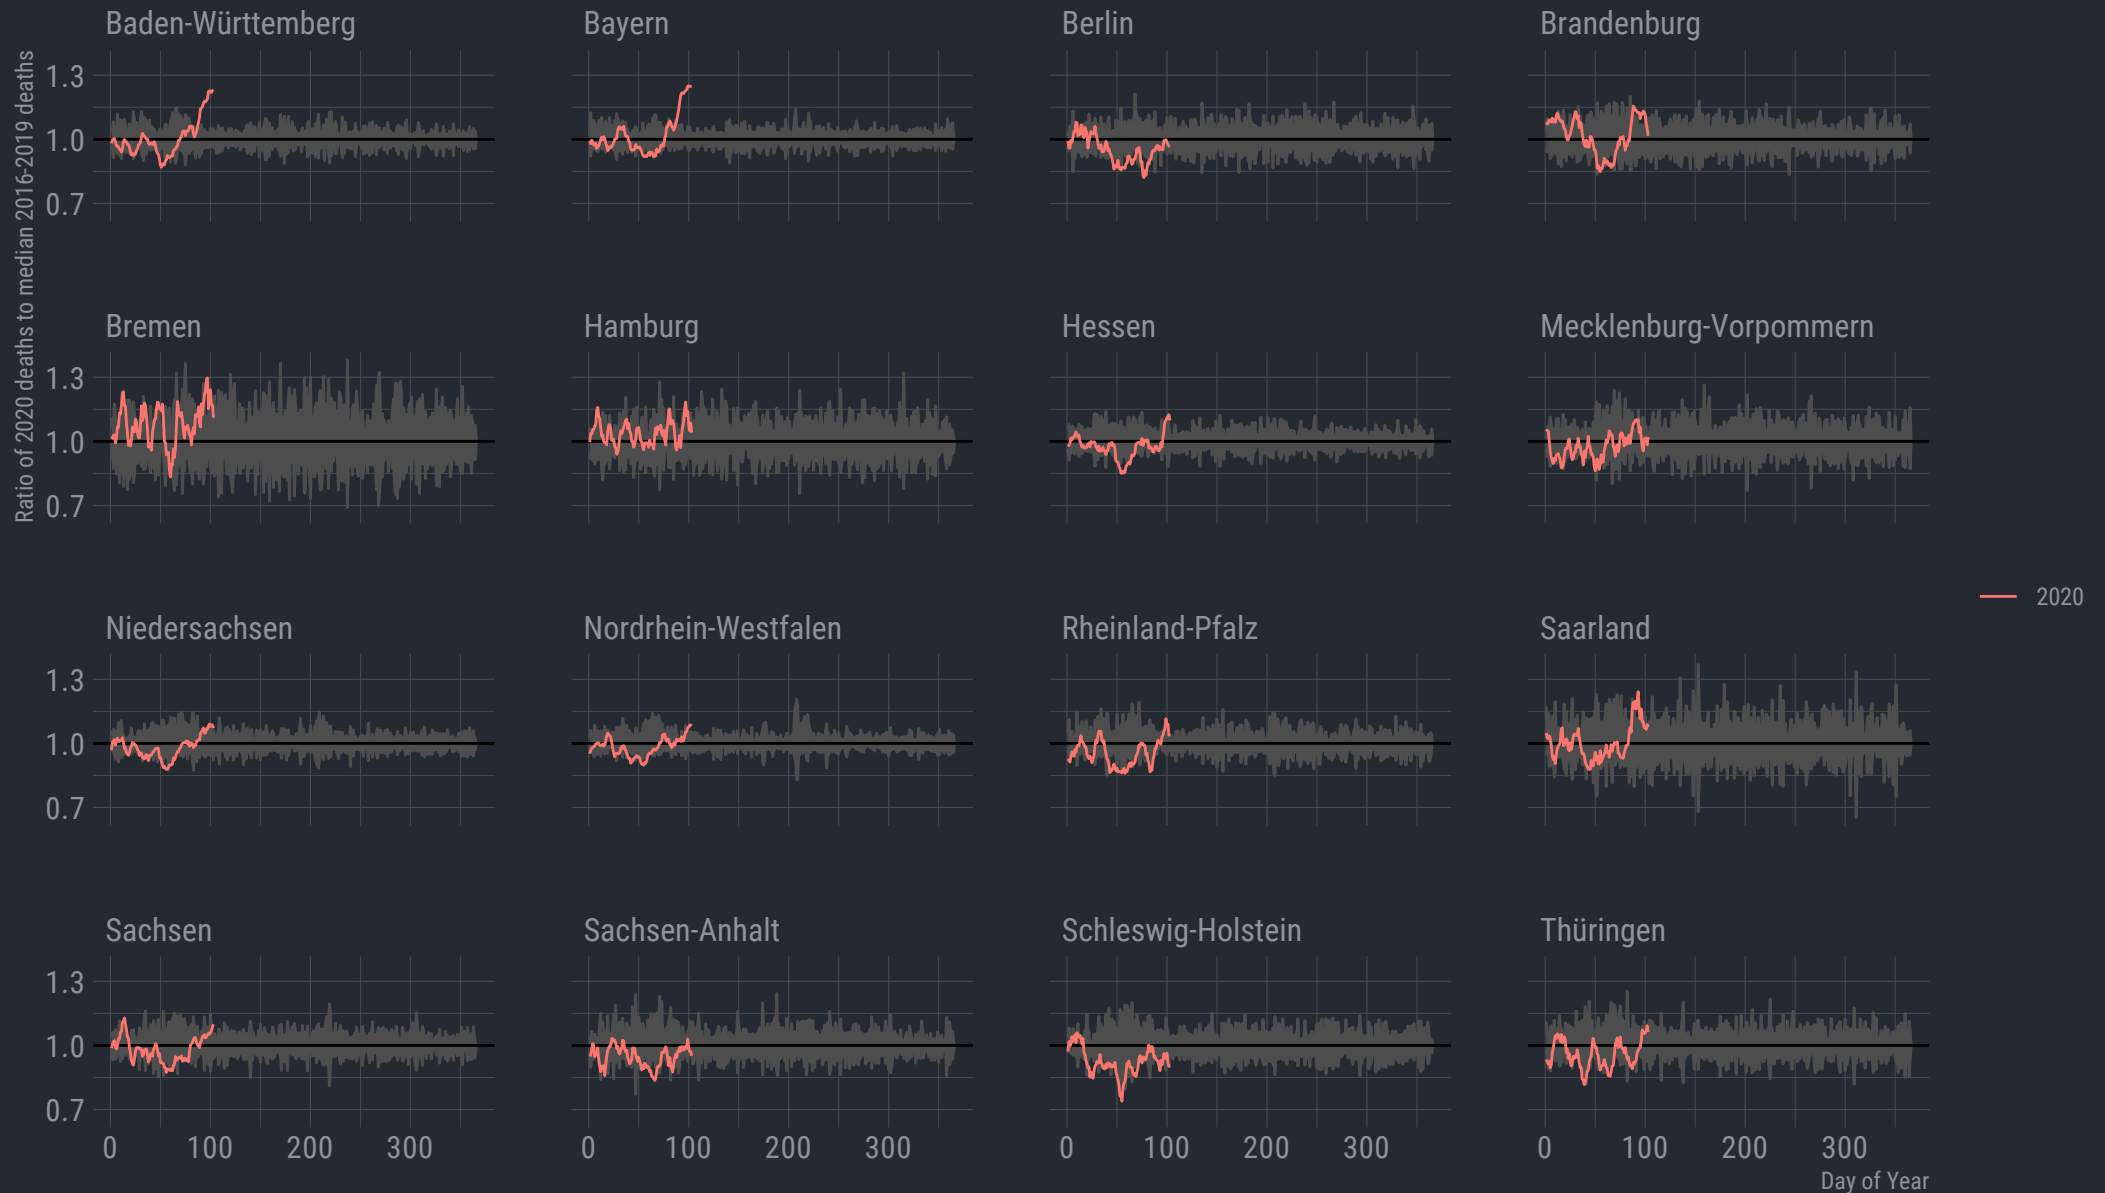 Baden-Württemberg
Bayern
Berlin
Brandenburg
Ratio of 2020 deaths to median 2016-2019 deaths
1.3
1.0
0.7
Bremen
Hamburg
Hessen
Mecklenburg-Vorpommern
1.3
1.0
0.7
2020
Niedersachsen
Nordrhein-Westfalen
Rheinland-Pfalz
Saarland
1.3
1.0
0.7
Sachsen
Sachsen-Anhalt
Schleswig-Holstein
Thüringen
1.3
1.0
0.7
0 100 200 300
0 100 200 300
0 100 200 300
0 100 200 300
Day of Year